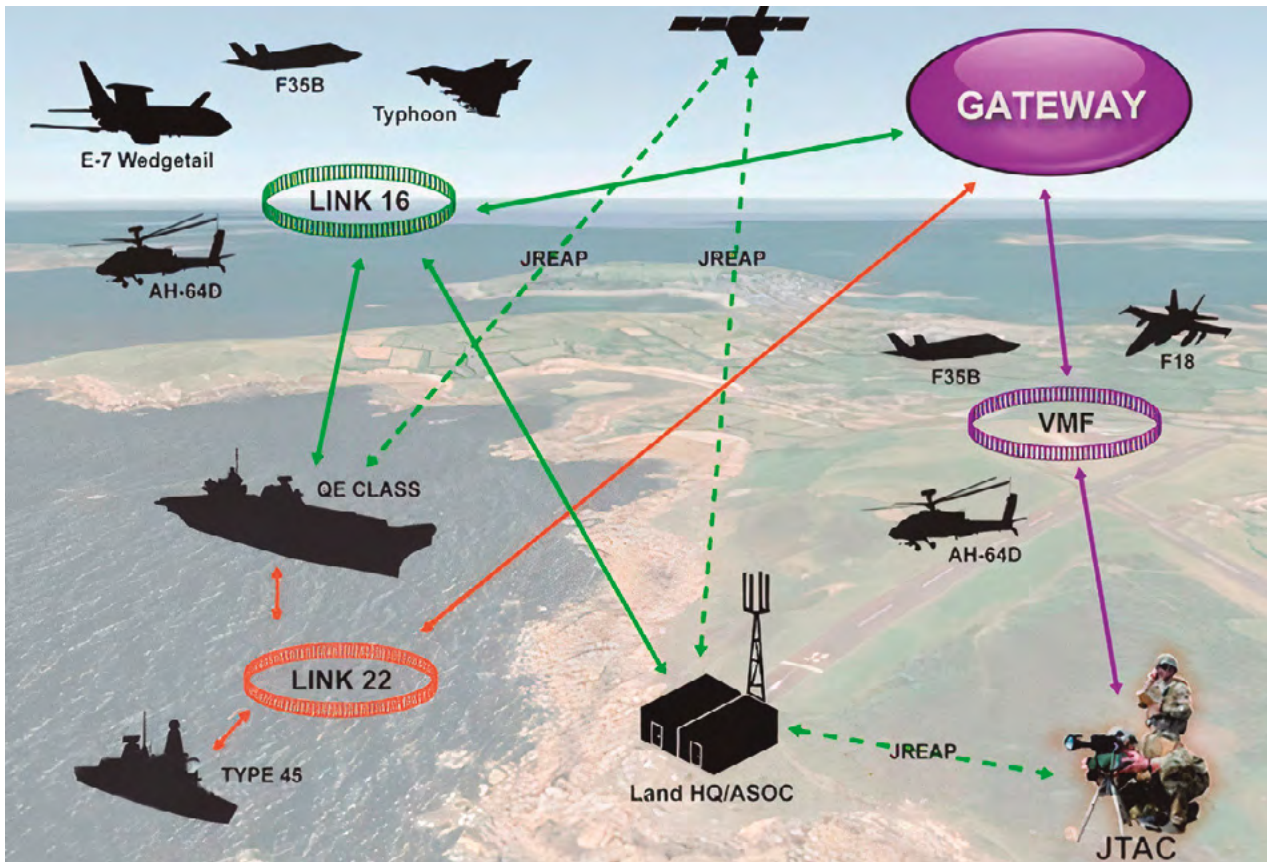 F35B
Typhoon
E-7 Wedgetail
GATEWAY
LINK 16
AH-64D
JREAP
JREAP
F35B
F18
VMF
QE CLASS
AH-64D
LINK 22
TYPE 45
Land HQ/ASOC
JREAP
JTAC